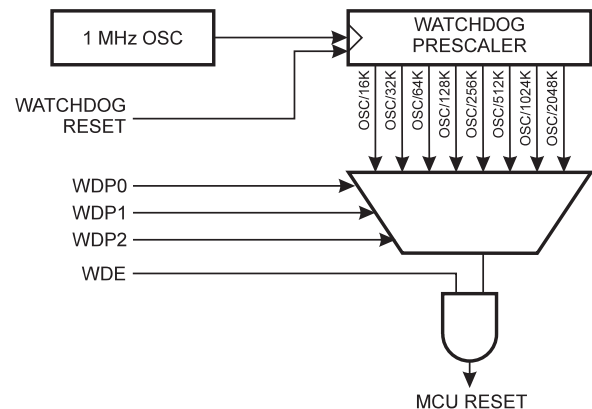 1 MHz OSC
WATCHDOG
PRESCALER
WATCHDOG
RESET
OSC/16K
OSC/32K
OSC/64K
OSC/128K
OSC/256K
OSC/512K
OSC/1024K
OSC/2048K
WDP0
WDP1
WDP2
WDE
MCU RESET